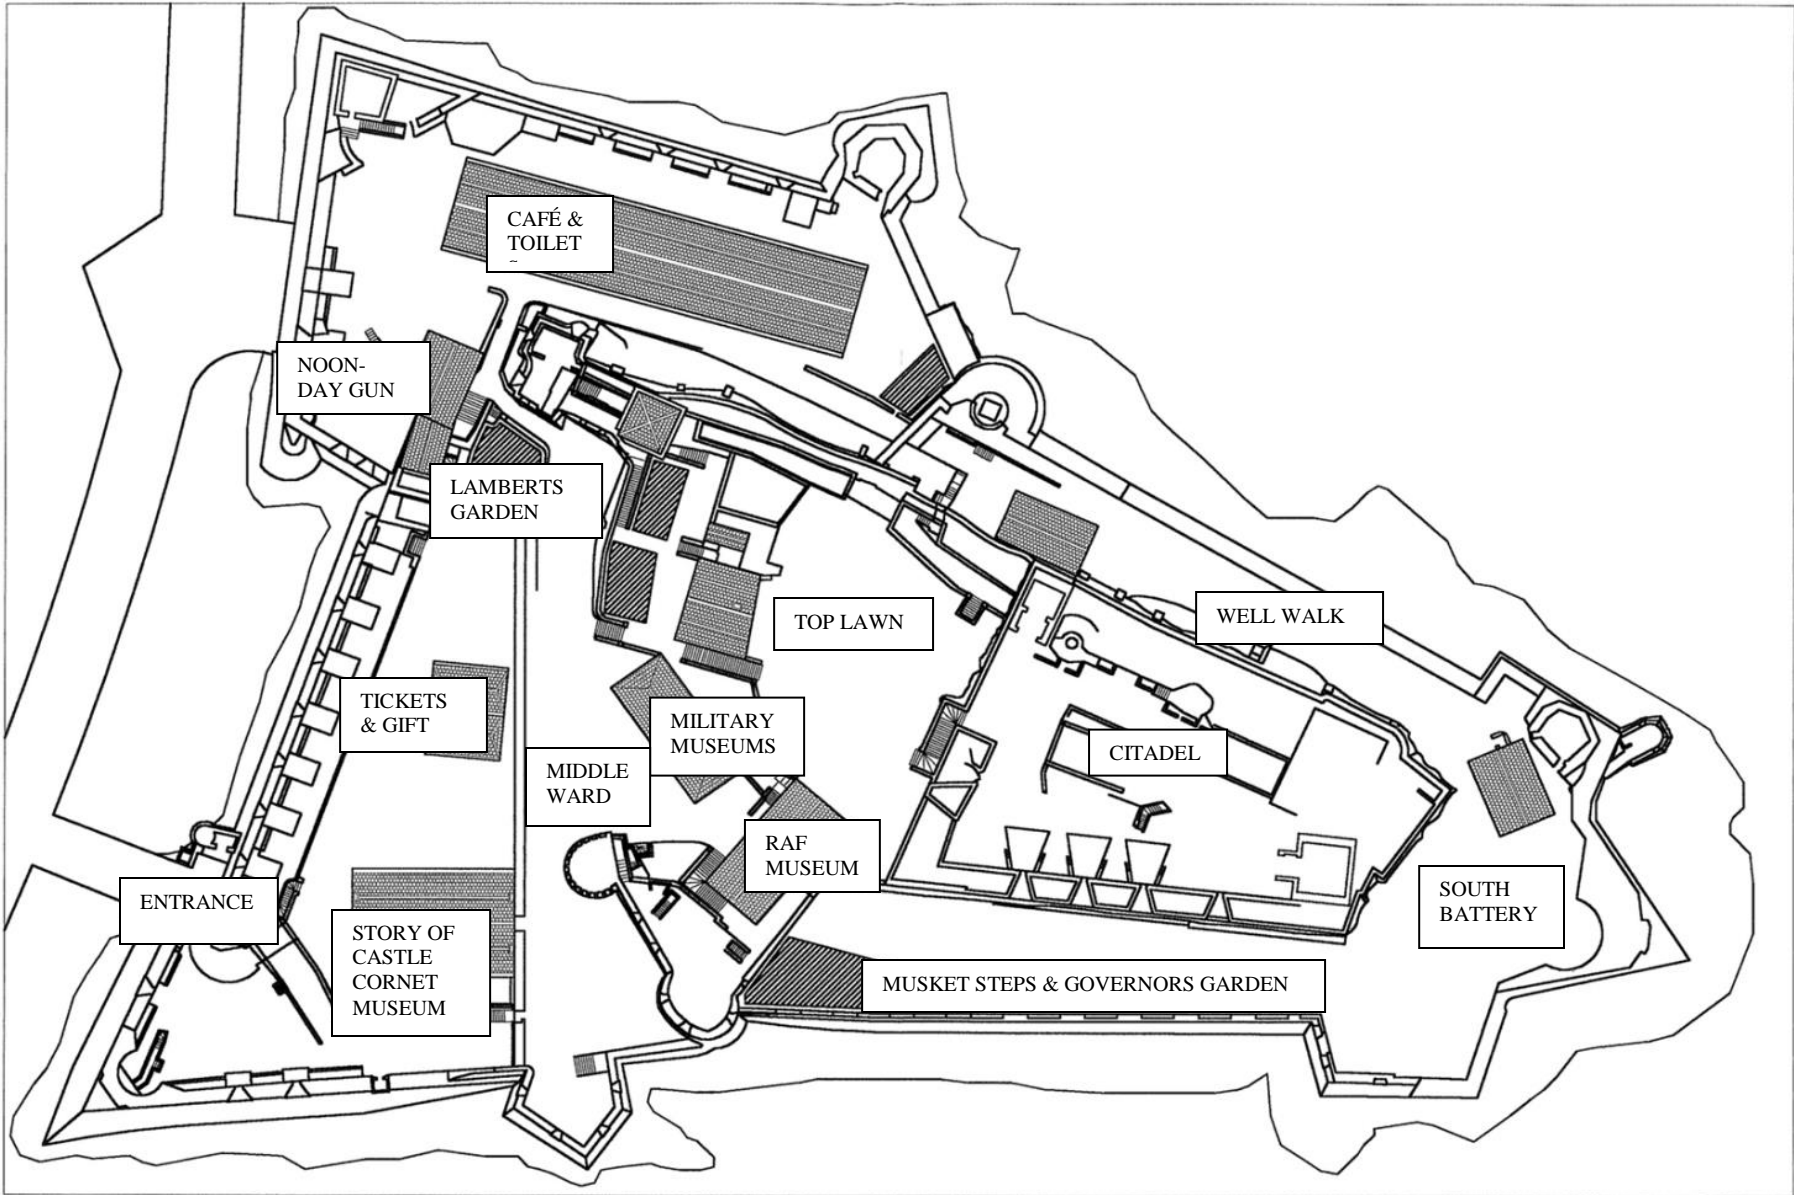 CAFÉ &
TOILET
NOON-
DAY GUN
LAMBERTS
GARDEN
TOP LAWN
WELL WALK
TICKETS
& GIFT
MILITARY
MUSEUMS
CITADEL
MIDDLE
WARD
RAF
MUSEUM
ENTRANCE
SOUTH
BATTERY
STORY OF
CASTLE
CORNET
MUSEUM
MUSKET STEPS & GOVERNORS GARDEN